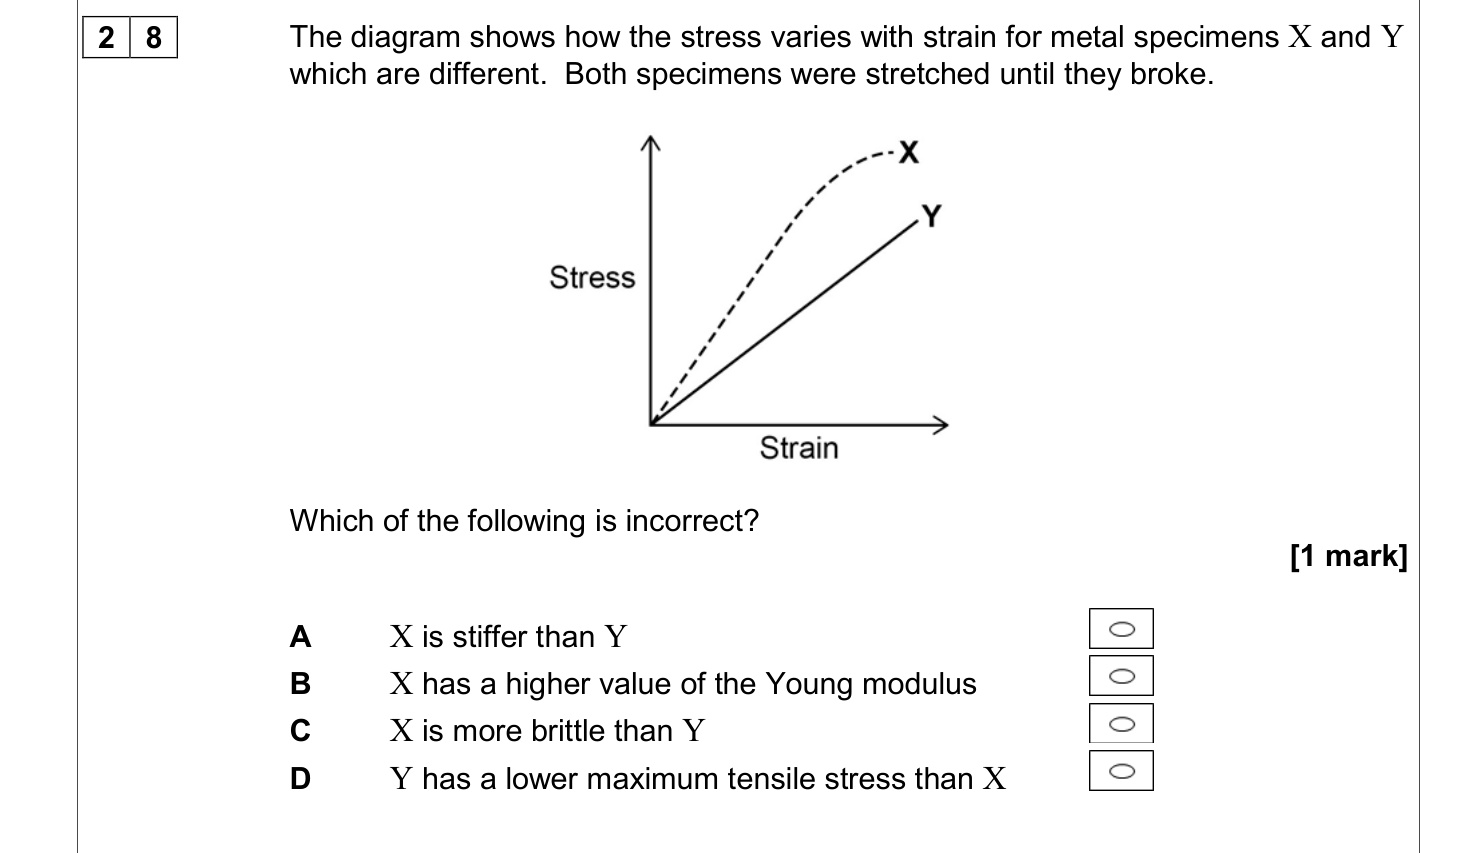 2 8
The diagram shows how the stress varies with strain for metal specimens X and Y
which are different. Both specimens were stretched until they broke.
X
Y
Stress
Strain
Which of the following is incorrect?
[1 mark]
A X is stiffer than Y
B X has a higher value of the Young modulus
C X is more brittle than Y
D Y has a lower maximum tensile stress than X